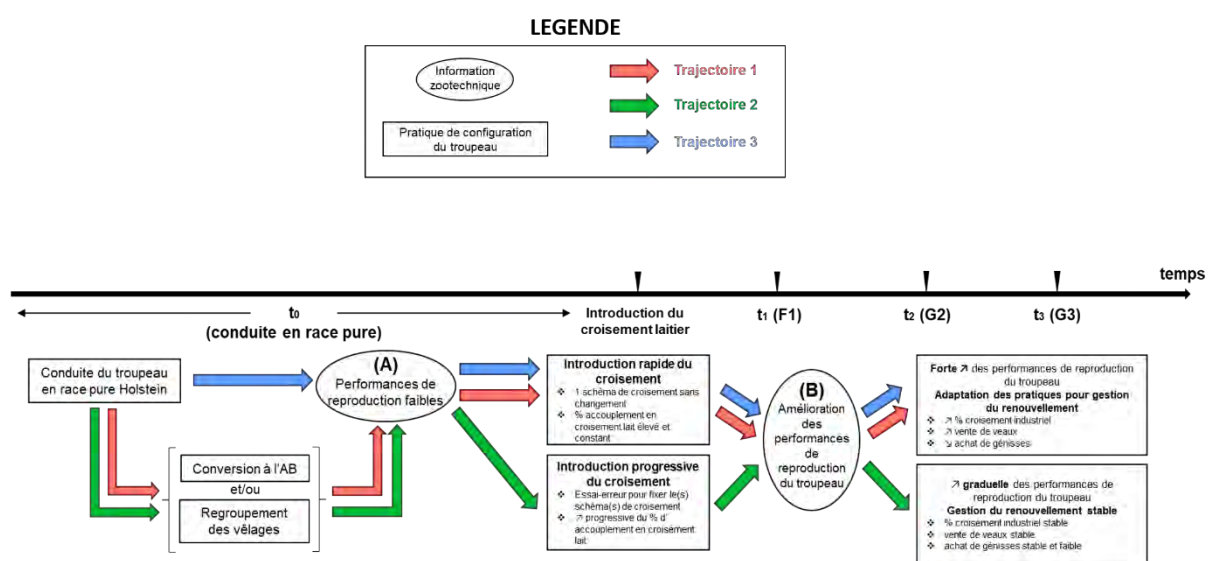 LEGENDE
Information
zootechnique
Pratique de configuration
du troupeau
Trajectoire 1
Trajectoire 2
Trajectoire 3
temps
t0
(conduite en race pure)
Introduction du
croisement laitier
t1 (F1)
t2 (G2)
t3 (G3)
Conduite du troupeau
en race pure Holstein
Conversion à l'AB
et/ou
Regroupement
des vêlages
(A)
Performances de
reproduction faibles
Introduction rapide du
croisement
❖ 1 schéma de croisement sans
changement
❖ % accouplement en
croisement lait élevé et
constant
Introduction progressive
du croisement
❖ Essai-erreur pour fixer le(s)
schéma(s) de croisement
❖ ↗ progressive du % d'
accouplement en croisement
lait
(B)
Amélioration
des
performances
de
reproduction
du troupeau
Forte ↗ des performances de reproduction
du troupeau
Adaptation des pratiques pour gestion
du renouvellement
❖ ↗ % croisement industriel
❖ ↗ vente de veaux
❖ ↘ achat de génisses
↗ graduelle des performances de
reproduction du troupeau
Gestion du renouvellement stable
❖ % croisement industriel stable
❖ vente de veaux stable
❖ achat de génisses stable et faible